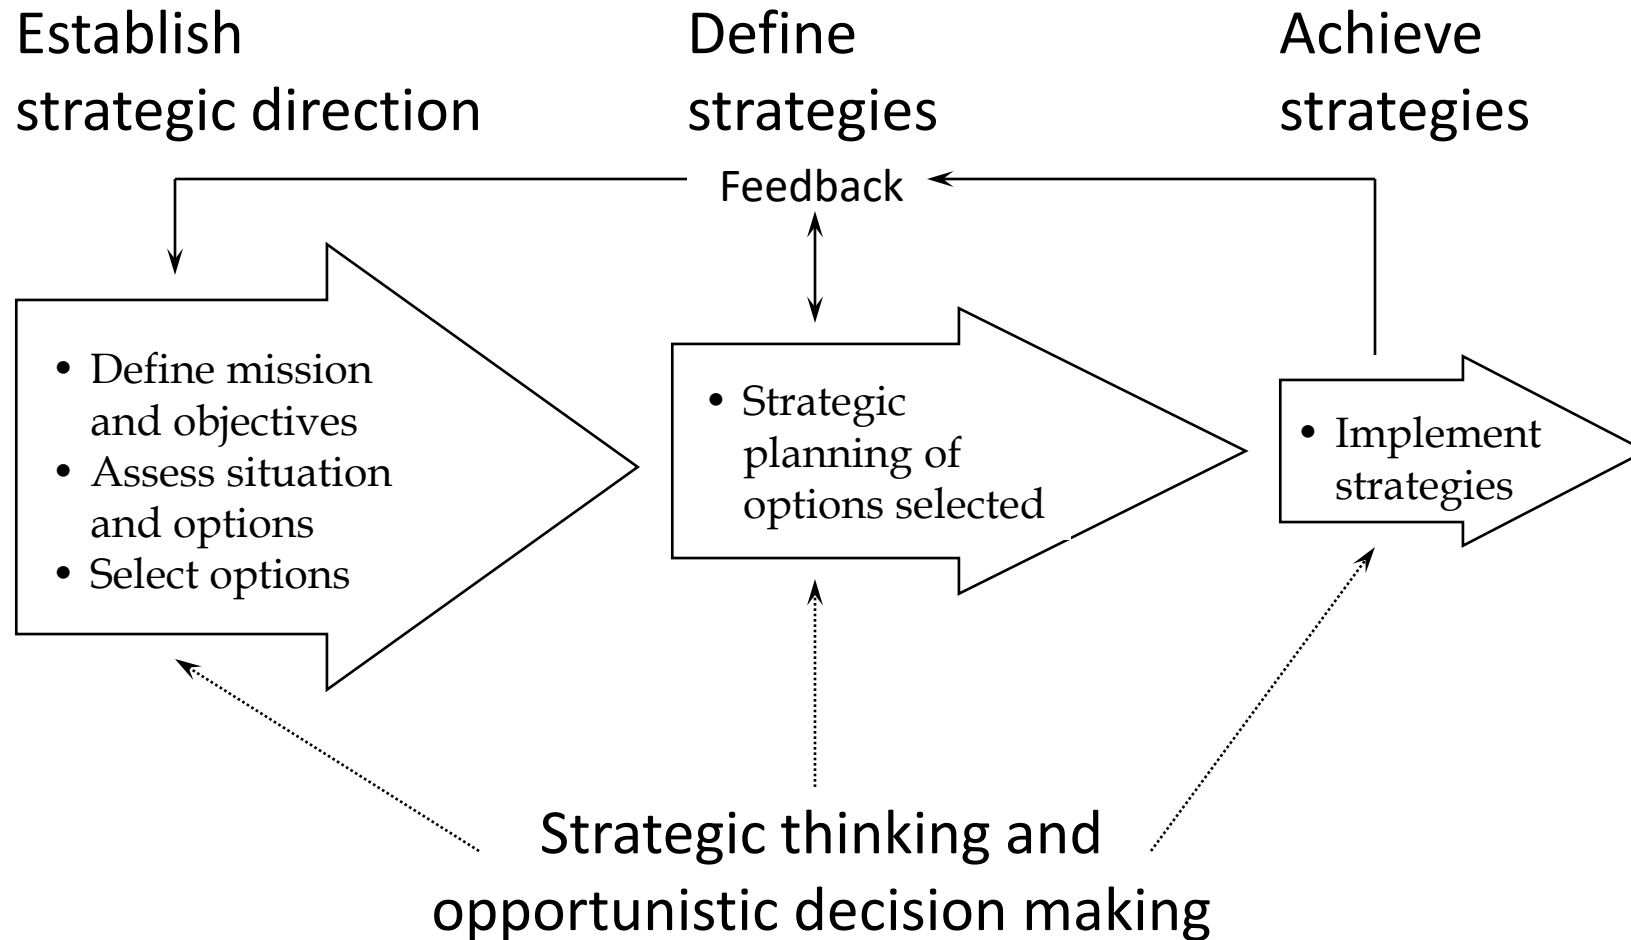 Establish
strategic direction
Define
strategies
Achieve
strategies
Feedback
• Define mission
and objectives
• Assess situation
and options
• Select options
• Strategic
planning of
options selected
• Implement
strategies
Strategic thinking and
opportunistic decision making